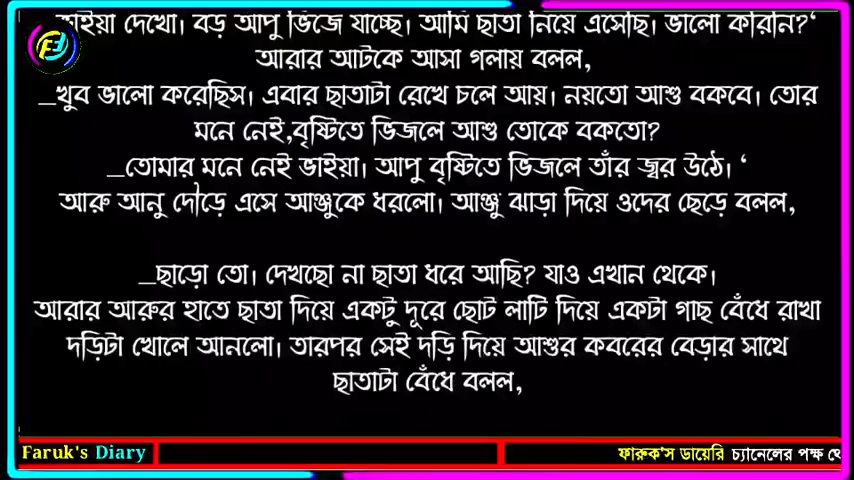 ভাইয়া দেখো। বড় আপু ভিজে যাচ্ছে। আমি ছাতা নিয়ে এসেছি। ভালো করিনি?‘
আরার আটকে আসা গলায় বলল,
_খুব ভালো করেছিস। এবার ছাতাটা রেখে চলে আয়। নয়তো আশু বকবে। তোর
মনে নেই,বৃষ্টিতে ভিজলে আশু তোকে বকতো?
_তোমার মনে নেই ভাইয়া। আপু বৃষ্টিতে ভিজলে তাঁর জ্বর উঠে। ‘
আরু আনু দৌড়ে এসে আঞ্জুকে ধরলো। আঞ্জু ঝাড়া দিয়ে ওদের ছেড়ে বলল,
_ছাড়ো তো। দেখছো না ছাতা ধরে আছি? যাও এখান থেকে।
আরার আরুর হাতে ছাতা দিয়ে একটু দূরে ছোট লাটি দিয়ে একটা গাছ বেঁধে রাখা
দড়িটা খোলে আনলো। তারপর সেই দড়ি দিয়ে আশুর কবরের বেড়ার সাথে
ছাতাটা বেঁধে বলল,
Faruk's Diary
ফারুক'স ডায়েরি চ্যানেলের পক্ষ থে